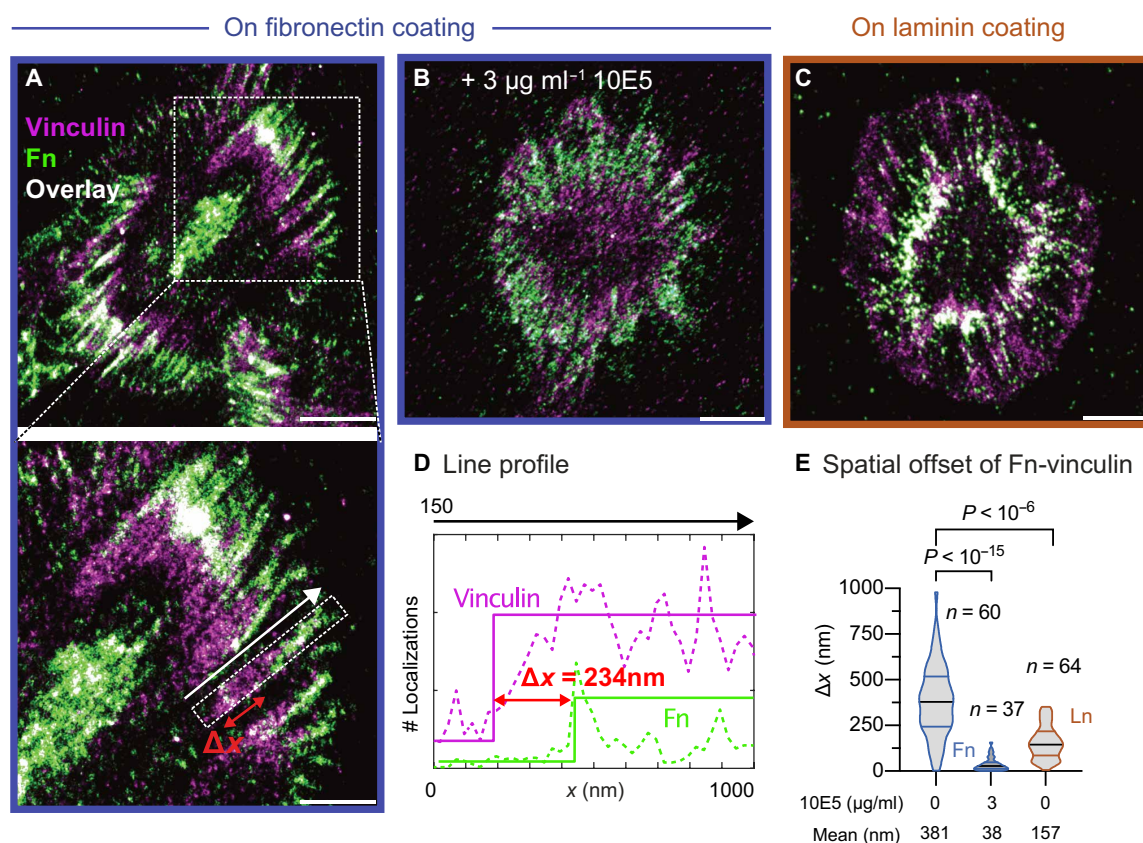 On fibronectin coating
On laminin coating
A
Vinculin
Fn
Overlay
Δx
B
+ 3 µg ml⁻¹ 10E5
C
D Line profile
150
# Localizations
Vinculin
Δx = 234nm
Fn
0
x (nm)
1000
E Spatial offset of Fn-vinculin
P < 10⁻⁶
P < 10⁻¹⁵
Δx (nm)
1000
750
500
250
0
n = 60
n = 37
n = 64
Fn
Ln
10E5 (µg/ml) 0 3 0
Mean (nm) 381 38 157